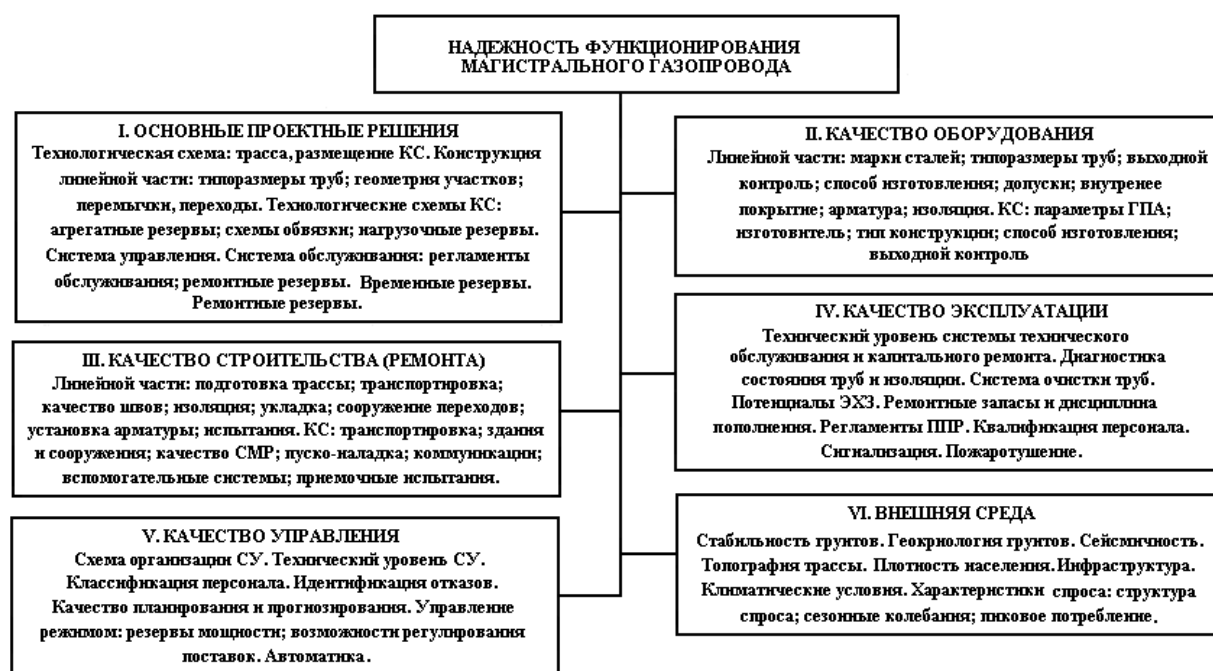 НАДЕЖНОСТЬ ФУНКЦИОНИРОВАНИЯ
МАГИСТРАЛЬНОГО ГАЗОПРОВОДА
I. ОСНОВНЫЕ ПРОЕКТНЫЕ РЕШЕНИЯ
Технологическая схема: трасса, размещение КС. Конструкция
линейной части: типоразмеры труб; геометрия участков;
перемычки, переходы. Технологические схемы КС:
агрегатные резервы; схемы обвязки; нагрузочные резервы.
Система управления. Система обслуживания: регламенты
обслуживания; ремонтные резервы. Временные резервы.
Ремонтные резервы.
II. КАЧЕСТВО ОБОРУДОВАНИЯ
Линейной части: марки сталей; типоразмеры труб; выходной
контроль; способ изготовления; допуски; внутренее
покрытие; арматура; изоляция. КС: параметры ГПА;
изготовитель; тип конструкции; способ изготовления;
выходной контроль
III. КАЧЕСТВО СТРОИТЕЛЬСТВА (РЕМОНТА)
Линейной части: подготовка трассы; транспортировка;
качество швов; изоляция; укладка; сооружение переходов;
установка арматуры; испытания. КС: транспортировка; здания
и сооружения; качество СМР; пуско-наладка; коммуникации;
вспомогательные системы; приемочные испытания.
IV. КАЧЕСТВО ЭКСПЛУАТАЦИИ
Технический уровень системы технического
обслуживания и капитального ремонта. Диагностика
состояния труб и изоляции. Система очистки труб.
Потенциалы ЭХЗ. Ремонтные запасы и дисциплина
пополнения. Регламенты ППР. Квалификация персонала.
Сигнализация. Пожаротушение.
V. КАЧЕСТВО УПРАВЛЕНИЯ
Схема организации СУ. Технический уровень СУ.
Классификация персонала. Идентификация отказов.
Качество планирования и прогнозирования. Управление
режимом: резервы мощности; возможности регулирования
поставок. Автоматика.
VI. ВНЕШНЯЯ СРЕДА
Стабильность грунтов. Геокриология грунтов. Сейсмичность.
Топография трассы. Плотность населения. Инфраструктура.
Климатические условия. Характеристики спроса: структура
спроса; сезонные колебания; пиковое потребление.